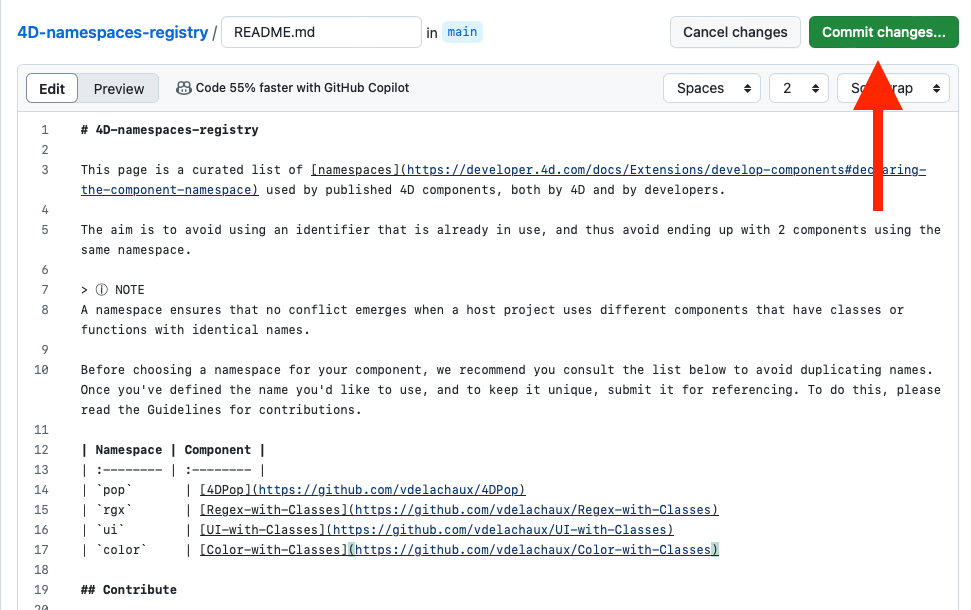 4D-namespaces-registry / README.md in main Cancel changes Commit changes...
Edit Preview Code 55% faster with GitHub Copilot Spaces 2
1 # 4D-namespaces-registry
2
3 This page is a curated list of [namespaces](https://developer.4d.com/docs/Extensions/develop-components#declaring-
the-component-namespace) used by published 4D components, both by 4D and by developers.
4
5 The aim is to avoid using an identifier that is already in use, and thus avoid ending up with 2 components using the
same namespace.
6
7 > ⓘ NOTE
8 A namespace ensures that no conflict emerges when a host project uses different components that have classes or
functions with identical names.
9
10 Before choosing a namespace for your component, we recommend you consult the list below to avoid duplicating names.
Once you've defined the name you'd like to use, and to keep it unique, submit it for referencing. To do this, please
read the Guidelines for contributions.
11
12 | Namespace | Component |
13 | :-------- | :-------- |
14 | `pop` | [4DPop](https://github.com/vdelachaux/4DPop)
15 | `rgx` | [Regex-with-Classes](https://github.com/vdelachaux/Regex-with-Classes)
16 | `ui` | [UI-with-Classes](https://github.com/vdelachaux/UI-with-Classes)
17 | `color` | [Color-with-Classes](https://github.com/vdelachaux/Color-with-Classes)
18
19 ## Contribute
20